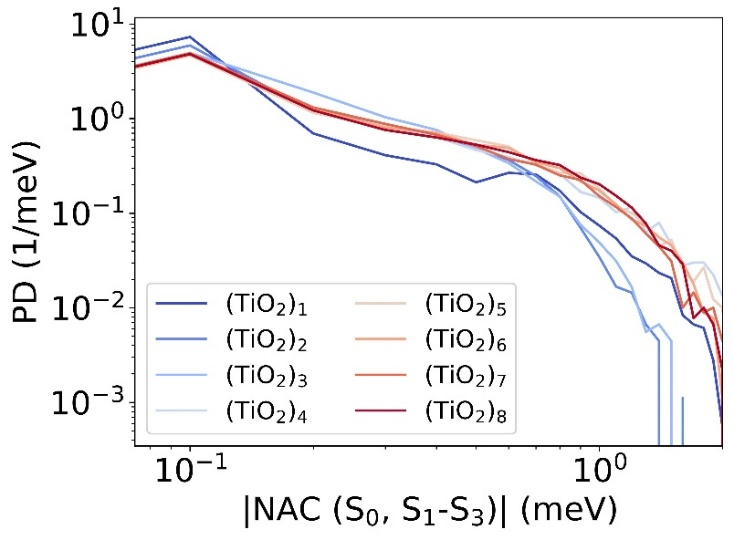 10¹
10⁰
10⁻¹
10⁻²
10⁻³
PD (1/meV)
(TiO₂)₁
(TiO₂)₂
(TiO₂)₃
(TiO₂)₄
(TiO₂)₅
(TiO₂)₆
(TiO₂)₇
(TiO₂)₈
10⁻¹
10⁰
|NAC (S₀, S₁-S₃)| (meV)